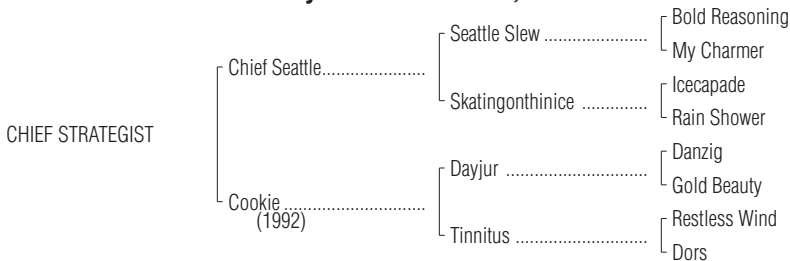 Bold Reasoning
Seattle Slew ......................
My Charmer
Chief Seattle......................
Icecapade
Skatingonthinice ..............
Rain Shower
CHIEF STRATEGIST
Danzig
Dayjur ..............................
Gold Beauty
Cookie ..............................
(1992)
Restless Wind
Tinnitus ............................
Dors